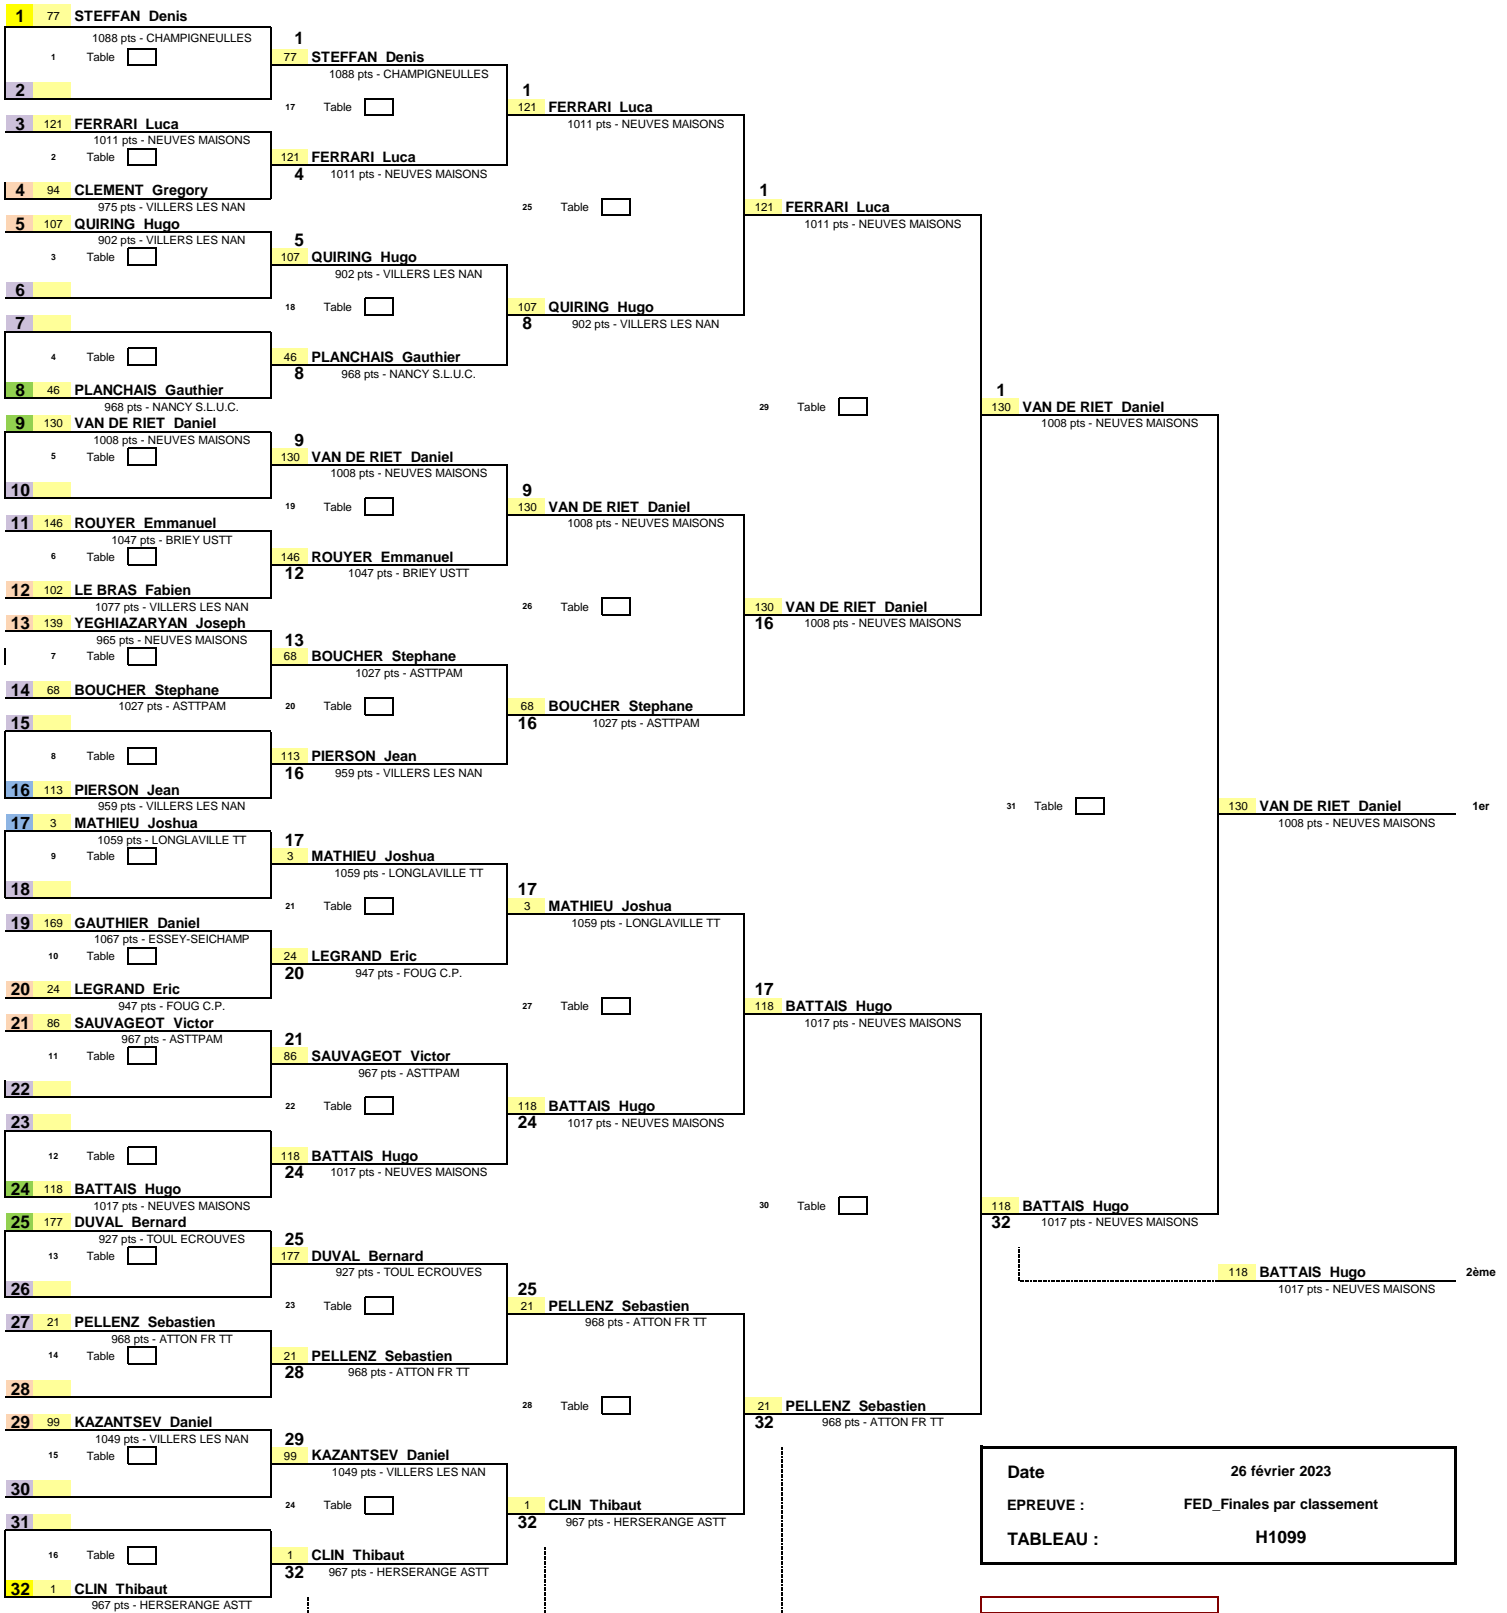 1 77 STEFFAN Denis
1088 pts - CHAMPIGNEULLES
1 Table
2
3 121 FERRARI Luca
1011 pts - NEUVES MAISONS
2 Table
4 94 CLEMENT Gregory
975 pts - VILLERS LES NAN
5 107 QUIRING Hugo
902 pts - VILLERS LES NAN
3 Table
6
7
4 Table
8 46 PLANCHAIS Gauthier
968 pts - NANCY S.L.U.C.
9 130 VAN DE RIET Daniel
1008 pts - NEUVES MAISONS
5 Table
10
11 146 ROUYER Emmanuel
1047 pts - BRIEY USTT
6 Table
12 102 LE BRAS Fabien
1077 pts - VILLERS LES NAN
13 139 YEGHIAZARYAN Joseph
965 pts - NEUVES MAISONS
7 Table
14 68 BOUCHER Stephane
1027 pts - ASTTPAM
15
8 Table
16 113 PIERSON Jean
959 pts - VILLERS LES NAN
17 3 MATHIEU Joshua
1059 pts - LONGLAVILLE TT
9 Table
18
19 169 GAUTHIER Daniel
1067 pts - ESSEY-SEICHAMP
10 Table
20 24 LEGRAND Eric
947 pts - FOUG C.P.
21 86 SAUVAGEOT Victor
967 pts - ASTTPAM
11 Table
22
23
12 Table
24 118 BATTAIS Hugo
1017 pts - NEUVES MAISONS
25 177 DUVAL Bernard
927 pts - TOUL ECROUVES
13 Table
26
27 21 PELLENZ Sebastien
968 pts - ATTON FR TT
14 Table
28
29 99 KAZANTSEV Daniel
1049 pts - VILLERS LES NAN
15 Table
30
31
16 Table
32 1 CLIN Thibaut
967 pts - HERSERANGE ASTT
1
77 STEFFAN Denis
1088 pts - CHAMPIGNEULLES
17 Table
121 FERRARI Luca
4 1011 pts - NEUVES MAISONS
5
107 QUIRING Hugo
902 pts - VILLERS LES NAN
18 Table
46 PLANCHAIS Gauthier
8 968 pts - NANCY S.L.U.C.
9
130 VAN DE RIET Daniel
1008 pts - NEUVES MAISONS
19 Table
146 ROUYER Emmanuel
12 1047 pts - BRIEY USTT
13
68 BOUCHER Stephane
1027 pts - ASTTPAM
20 Table
113 PIERSON Jean
16 959 pts - VILLERS LES NAN
17
3 MATHIEU Joshua
1059 pts - LONGLAVILLE TT
21 Table
24 LEGRAND Eric
20 947 pts - FOUG C.P.
21
86 SAUVAGEOT Victor
967 pts - ASTTPAM
22 Table
118 BATTAIS Hugo
24 1017 pts - NEUVES MAISONS
25
177 DUVAL Bernard
927 pts - TOUL ECROUVES
23 Table
21 PELLENZ Sebastien
28 968 pts - ATTON FR TT
29
99 KAZANTSEV Daniel
1049 pts - VILLERS LES NAN
24 Table
1 CLIN Thibaut
32 967 pts - HERSERANGE ASTT
1
121 FERRARI Luca
1011 pts - NEUVES MAISONS
25 Table
107 QUIRING Hugo
8 902 pts - VILLERS LES NAN
9
130 VAN DE RIET Daniel
1008 pts - NEUVES MAISONS
26 Table
68 BOUCHER Stephane
16 1027 pts - ASTTPAM
17
3 MATHIEU Joshua
1059 pts - LONGLAVILLE TT
27 Table
118 BATTAIS Hugo
24 1017 pts - NEUVES MAISONS
25
21 PELLENZ Sebastien
968 pts - ATTON FR TT
28 Table
1 CLIN Thibaut
32 967 pts - HERSERANGE ASTT
1
121 FERRARI Luca
1011 pts - NEUVES MAISONS
29 Table
130 VAN DE RIET Daniel
16 1008 pts - NEUVES MAISONS
17
118 BATTAIS Hugo
1017 pts - NEUVES MAISONS
30 Table
21 PELLENZ Sebastien
32 968 pts - ATTON FR TT
1
130 VAN DE RIET Daniel
1008 pts - NEUVES MAISONS
31 Table
118 BATTAIS Hugo
32 1017 pts - NEUVES MAISONS
130 VAN DE RIET Daniel 1er
1008 pts - NEUVES MAISONS
118 BATTAIS Hugo 2ème
1017 pts - NEUVES MAISONS
Date 26 février 2023
EPREUVE : FED_Finales par classement
TABLEAU : H1099